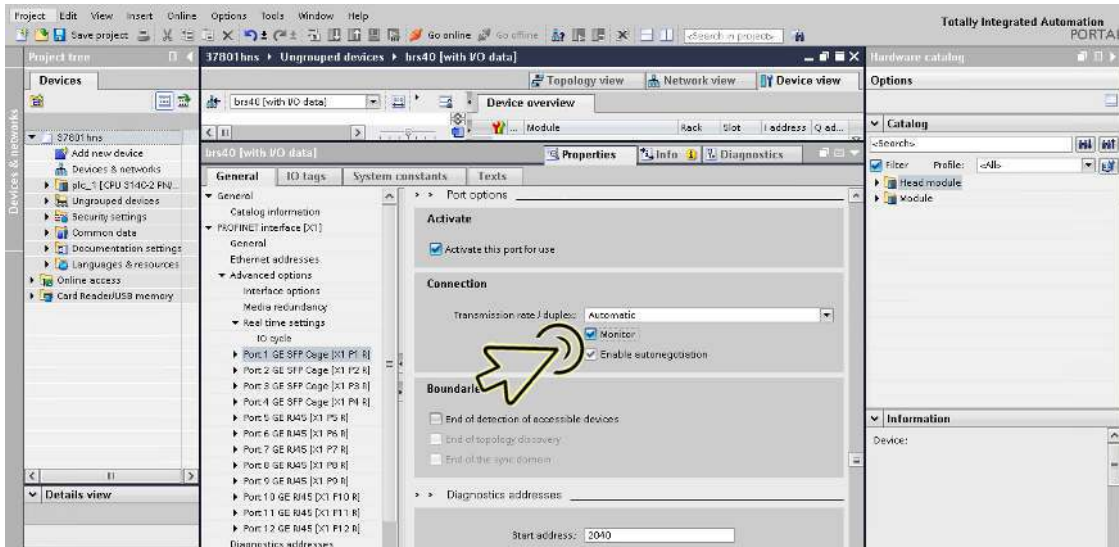 Project Edit View Insert Online Options Tools Window Help
Totally Integrated Automation
PORTAL
Save project
Go online
Go offline
<Search in project>
Project tree
37801hns Ungrouped devices brs40 [with I/O data]
Hardware catalog
Devices
Topology view
Network view
Device view
Options
brs40 [with I/O data]
Device overview
... Module Rack Slot I address Q ad...
Catalog
<Search>
Filter Profile: <All>
Head module
Module
Devices & networks
37801hns
Add new device
Devices & networks
plc_1 [CPU 314C-2 PN/...
Ungrouped devices
Security settings
Common data
Documentation settings
Languages & resources
Online access
Card Reader/USB memory
Details view
brs40 [with I/O data]
Properties
Info
Diagnostics
General
IO tags
System constants
Texts
General
Catalog information
PROFINET interface [X1]
General
Ethernet addresses
Advanced options
Interface options
Media redundancy
Real time settings
IO cycle
Port 1 GE SFP Cage [X1 P1 R]
Port 2 GE SFP Cage [X1 P2 R]
Port 3 GE SFP Cage [X1 P3 R]
Port 4 GE SFP Cage [X1 P4 R]
Port 5 GE RJ45 [X1 P5 R]
Port 6 GE RJ45 [X1 P6 R]
Port 7 GE RJ45 [X1 P7 R]
Port 8 GE RJ45 [X1 P8 R]
Port 9 GE RJ45 [X1 P9 R]
Port 10 GE RJ45 [X1 P10 R]
Port 11 GE RJ45 [X1 P11 R]
Port 12 GE RJ45 [X1 P12 R]
Diagnostics addresses
Port options
Activate
Activate this port for use
Connection
Transmission rate / duplex: Automatic
Monitor
Enable autonegotiation
Boundarie
End of detection of accessible devices
End of topology discovery
End of the sync domain
Diagnostics addresses
Start address: 2040
Information
Device: